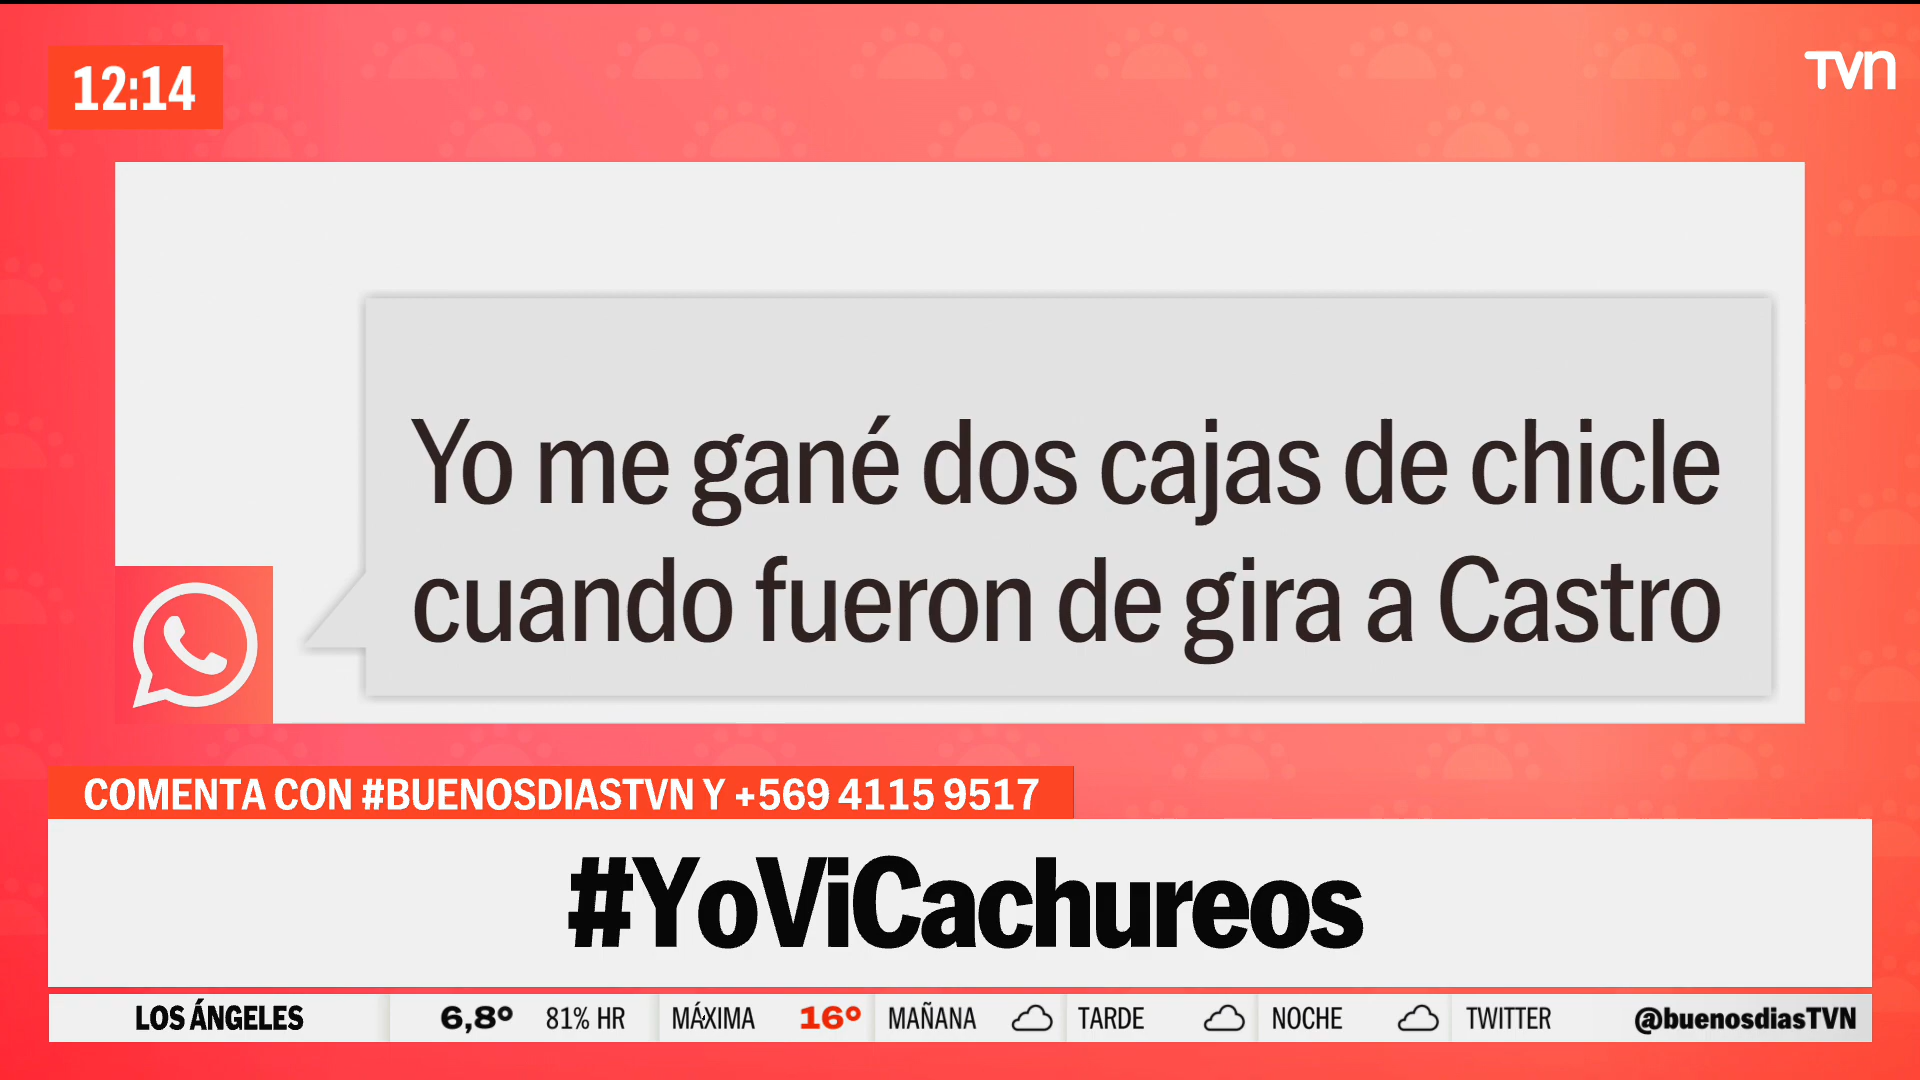 12:14
TVN
Yo me gané dos cajas de chicle
cuando fueron de gira a Castro
COMENTA CON #BUENOSDIASTVN Y +569 4115 9517
#YoViCachureos
LOS ÁNGELES 6,8° 81% HR MÁXIMA 16° MAÑANA TARDE NOCHE TWITTER @buenosdiasTVN